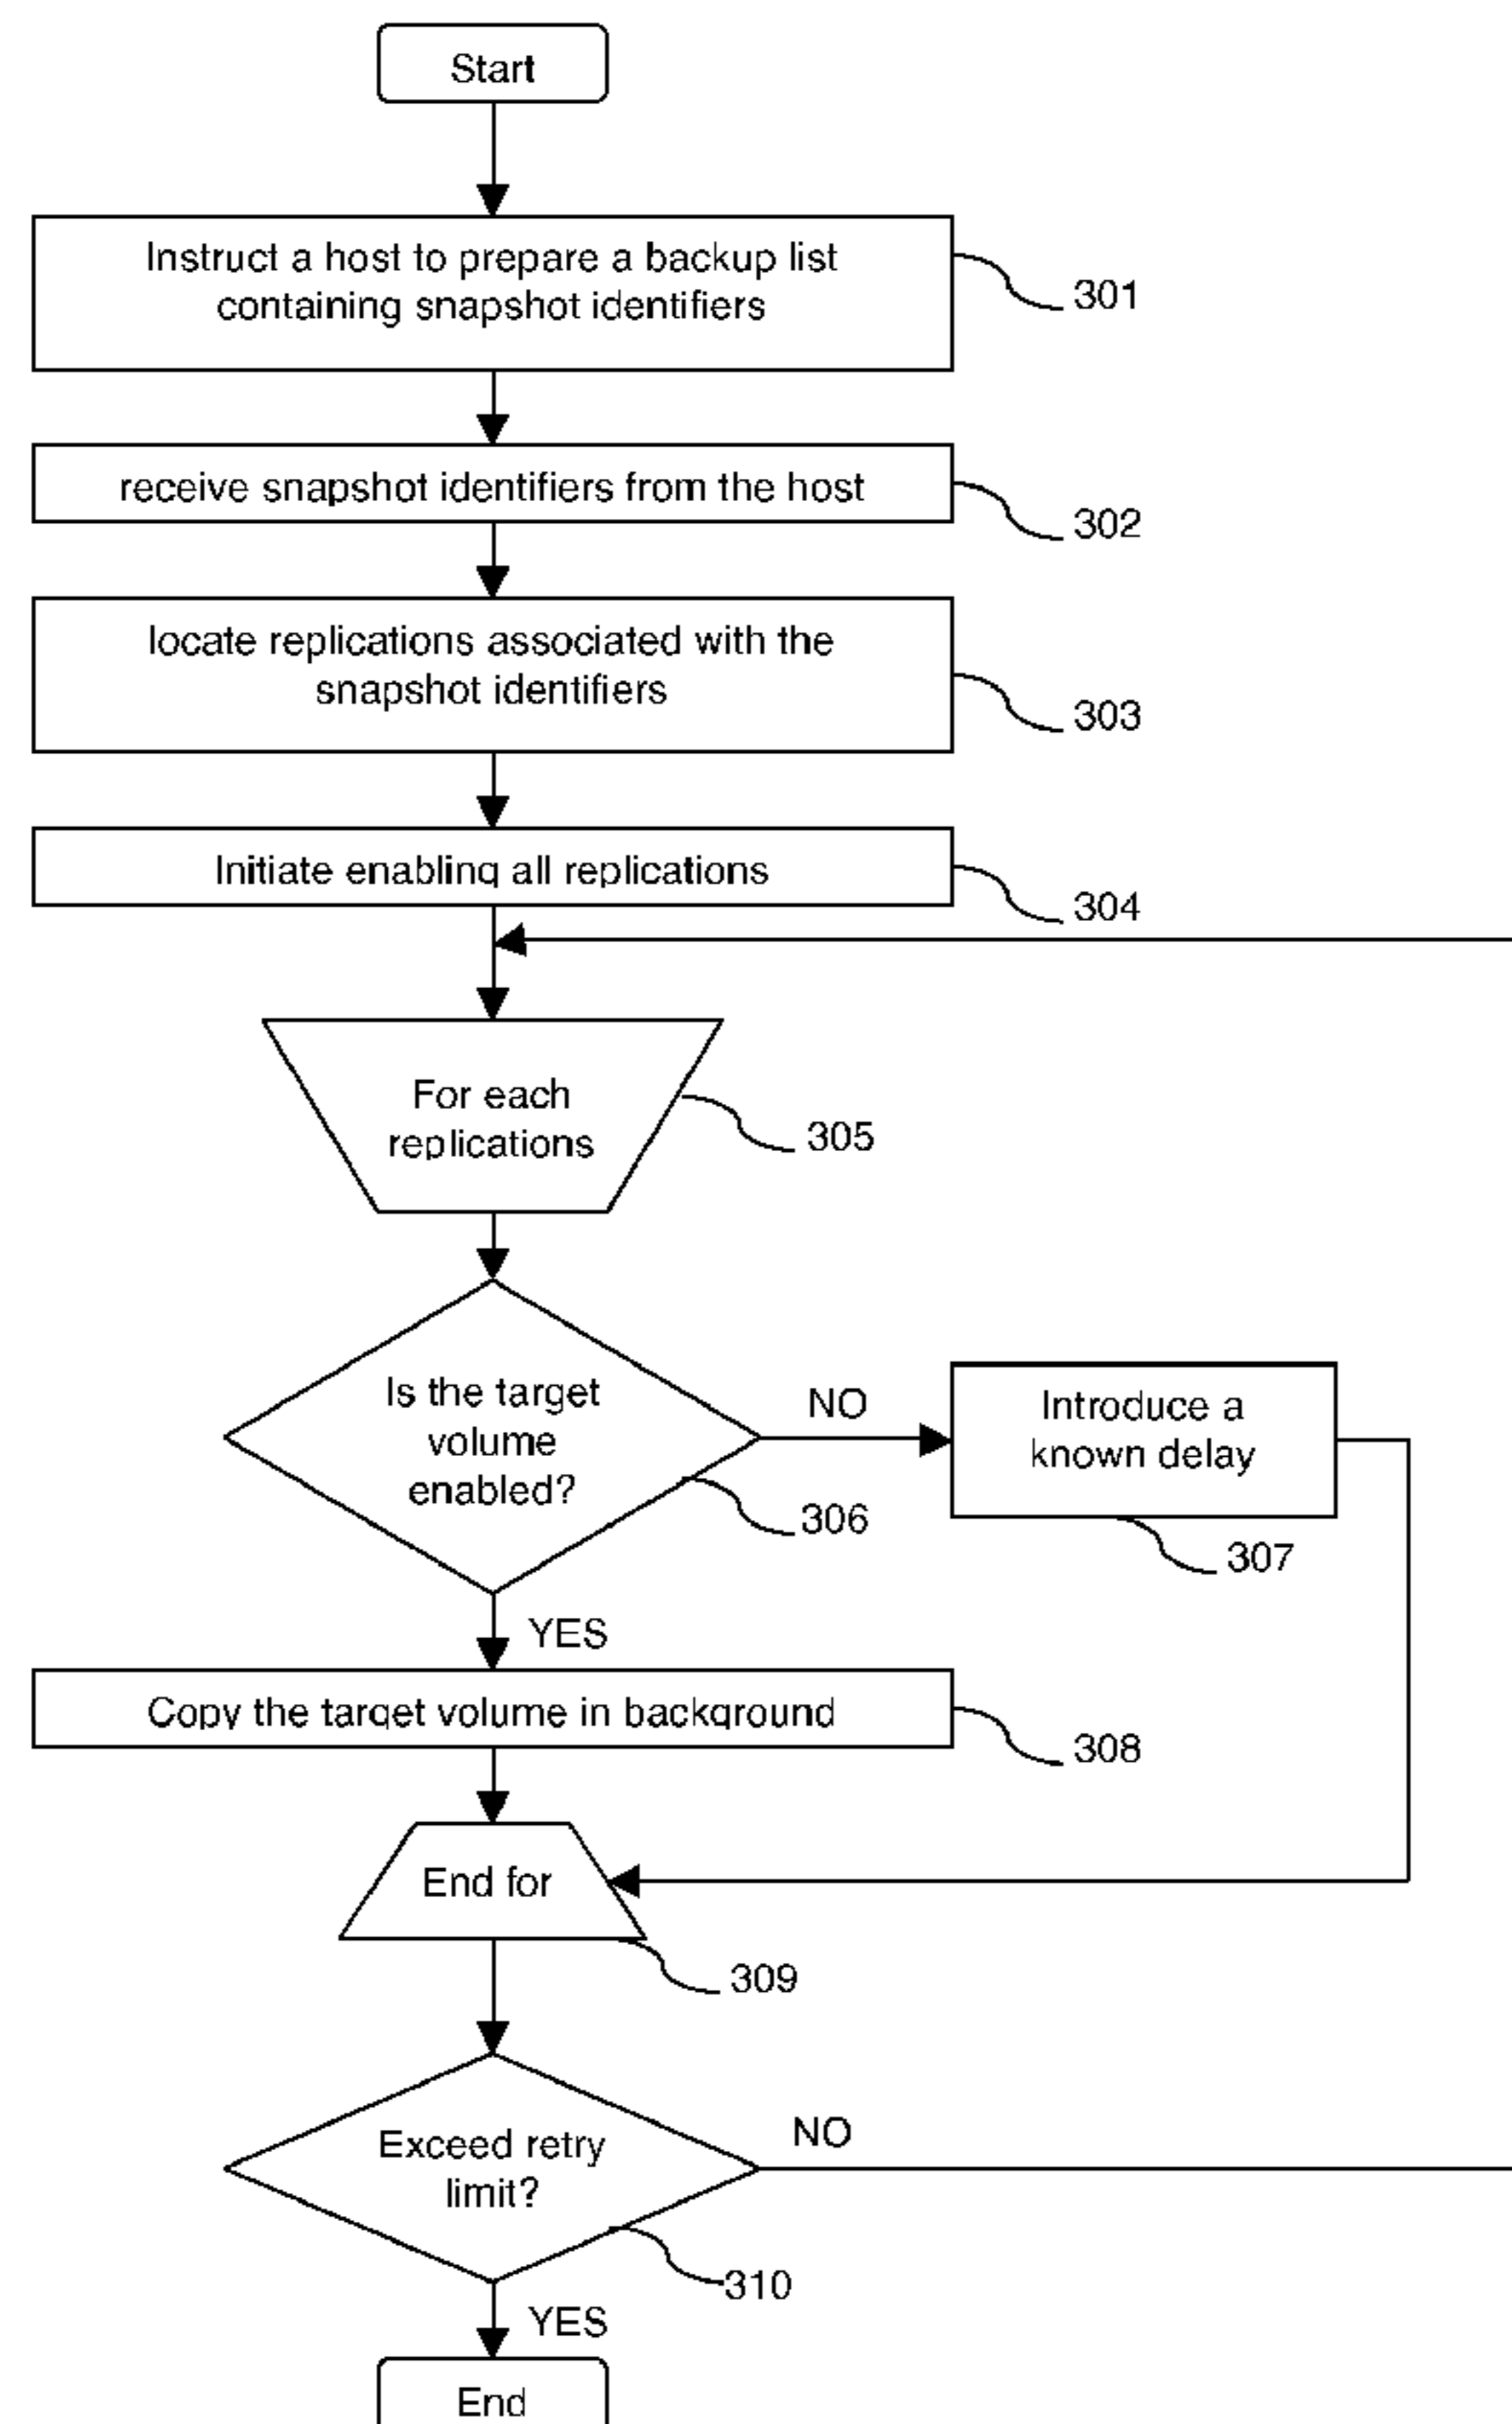 Start
Instruct a host to prepare a backup list
containing snapshot identifiers
301
receive snapshot identifiers from the host
302
locate replications associated with the
snapshot identifiers
303
Initiate enabling all replications
304
For each
replications
305
Is the target
volume
enabled?
306
NO
Introduce a
known delay
307
YES
Copy the target volume in background
308
End for
309
Exceed retry
limit?
310
NO
YES
End